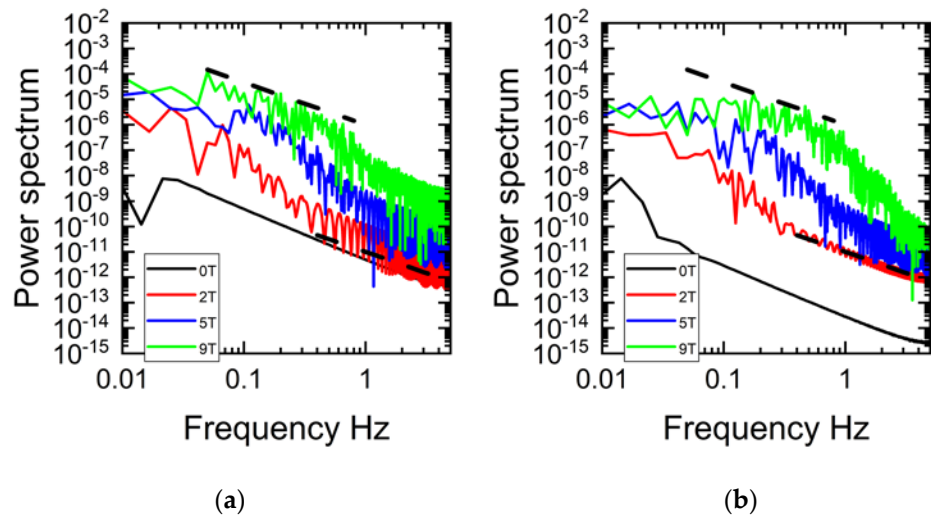 10⁻² 10⁻³ 10⁻⁴ 10⁻⁵ 10⁻⁶ 10⁻⁷ 10⁻⁸ 10⁻⁹ 10⁻¹⁰ 10⁻¹¹ 10⁻¹² 10⁻¹³ 10⁻¹⁴ 10⁻¹⁵
Power spectrum
0T
2T
5T
9T
0.01 0.1 1
Frequency Hz
(a)
10⁻² 10⁻³ 10⁻⁴ 10⁻⁵ 10⁻⁶ 10⁻⁷ 10⁻⁸ 10⁻⁹ 10⁻¹⁰ 10⁻¹¹ 10⁻¹² 10⁻¹³ 10⁻¹⁴ 10⁻¹⁵
Power spectrum
0T
2T
5T
9T
0.01 0.1 1
Frequency Hz
(b)